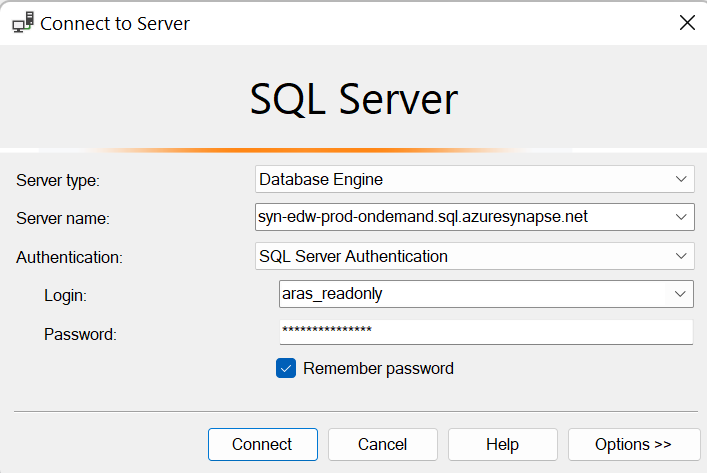 Connect to Server
SQL Server
Server type: Database Engine
Server name: syn-edw-prod-ondemand.sql.azuresynapse.net
Authentication: SQL Server Authentication
Login: aras_readonly
Password: ***************
Remember password
Connect Cancel Help Options >>